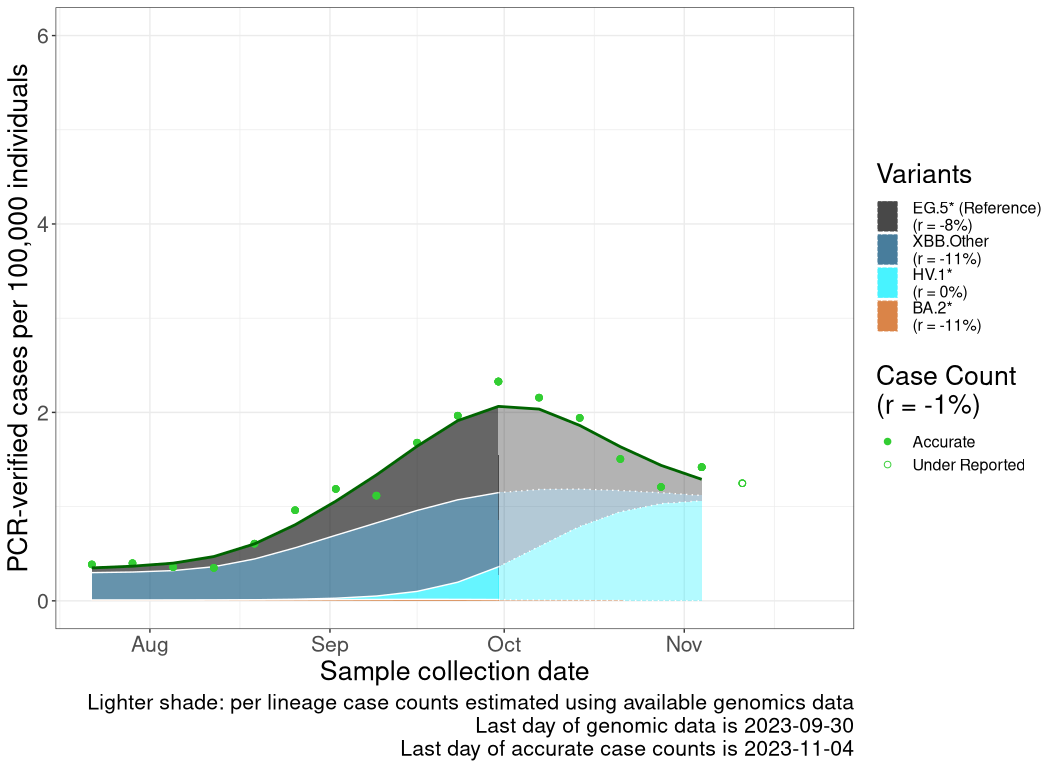 PCR-verified cases per 100,000 individuals
6
4
2
0
Aug
Sep
Oct
Nov
Sample collection date
Lighter shade: per lineage case counts estimated using available genomics data
Last day of genomic data is 2023-09-30
Last day of accurate case counts is 2023-11-04
Variants
EG.5* (Reference)
(r = -8%)
XBB.Other
(r = -11%)
HV.1*
(r = 0%)
BA.2*
(r = -11%)
Case Count
(r = -1%)
Accurate
Under Reported